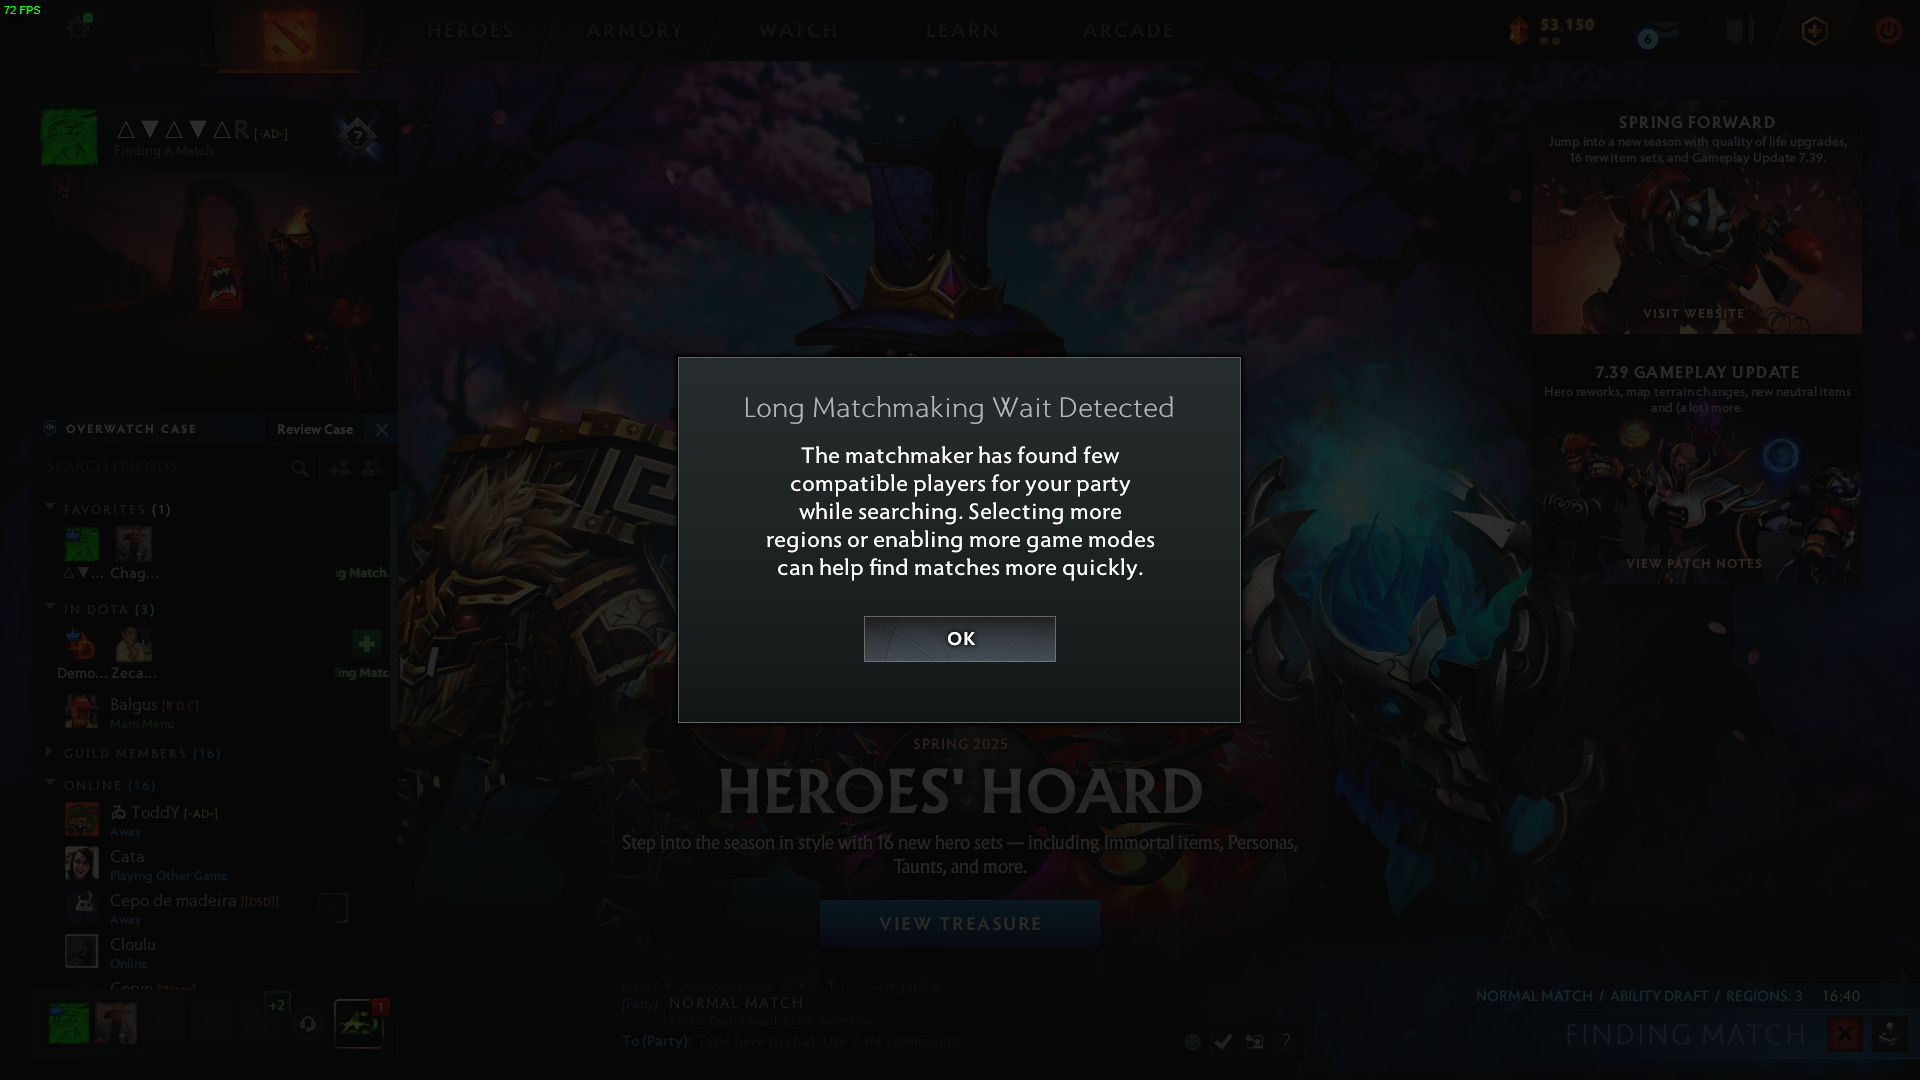 72 FPS
HEROES
ARMORY
WATCH
LEARN
ARCADE
53,150
6
△▼△▼△R [-AD-]
Finding A Match
?
SPRING FORWARD
Jump into a new season with quality of life upgrades,
16 new item sets, and Gameplay Update 7.39.
VISIT WEBSITE
7.39 GAMEPLAY UPDATE
Hero reworks, map terrain changes, new neutral items
and (a lot) more.
VIEW PATCH NOTES
OVERWATCH CASE
Review Case
SEARCH FRIENDS
FAVORITES (1)
△▼... Chag...
ng Match
IN DOTA (3)
Demo... Zeca...
ing Matc
Balgus [B D C]
Main Menu
GUILD MEMBERS (16)
ONLINE (16)
ToddY [-AD-]
Away
Cata
Playing Other Game
Cepo de madeira [[DSD]]
Away
Cloulu
Online
+2
1
Long Matchmaking Wait Detected
The matchmaker has found few
compatible players for your party
while searching. Selecting more
regions or enabling more game modes
can help find matches more quickly.
OK
SPRING 2025
HEROES' HOARD
Step into the season in style with 16 new hero sets — including Immortal items, Personas,
Taunts, and more.
VIEW TREASURE
(Party): NORMAL MATCH
Ability Draft / Brazil, Chile, Argentina
To (Party): Type here to chat. Use '/' for commands.
?
NORMAL MATCH / ABILITY DRAFT / REGIONS: 3 16:40
FINDING MATCH